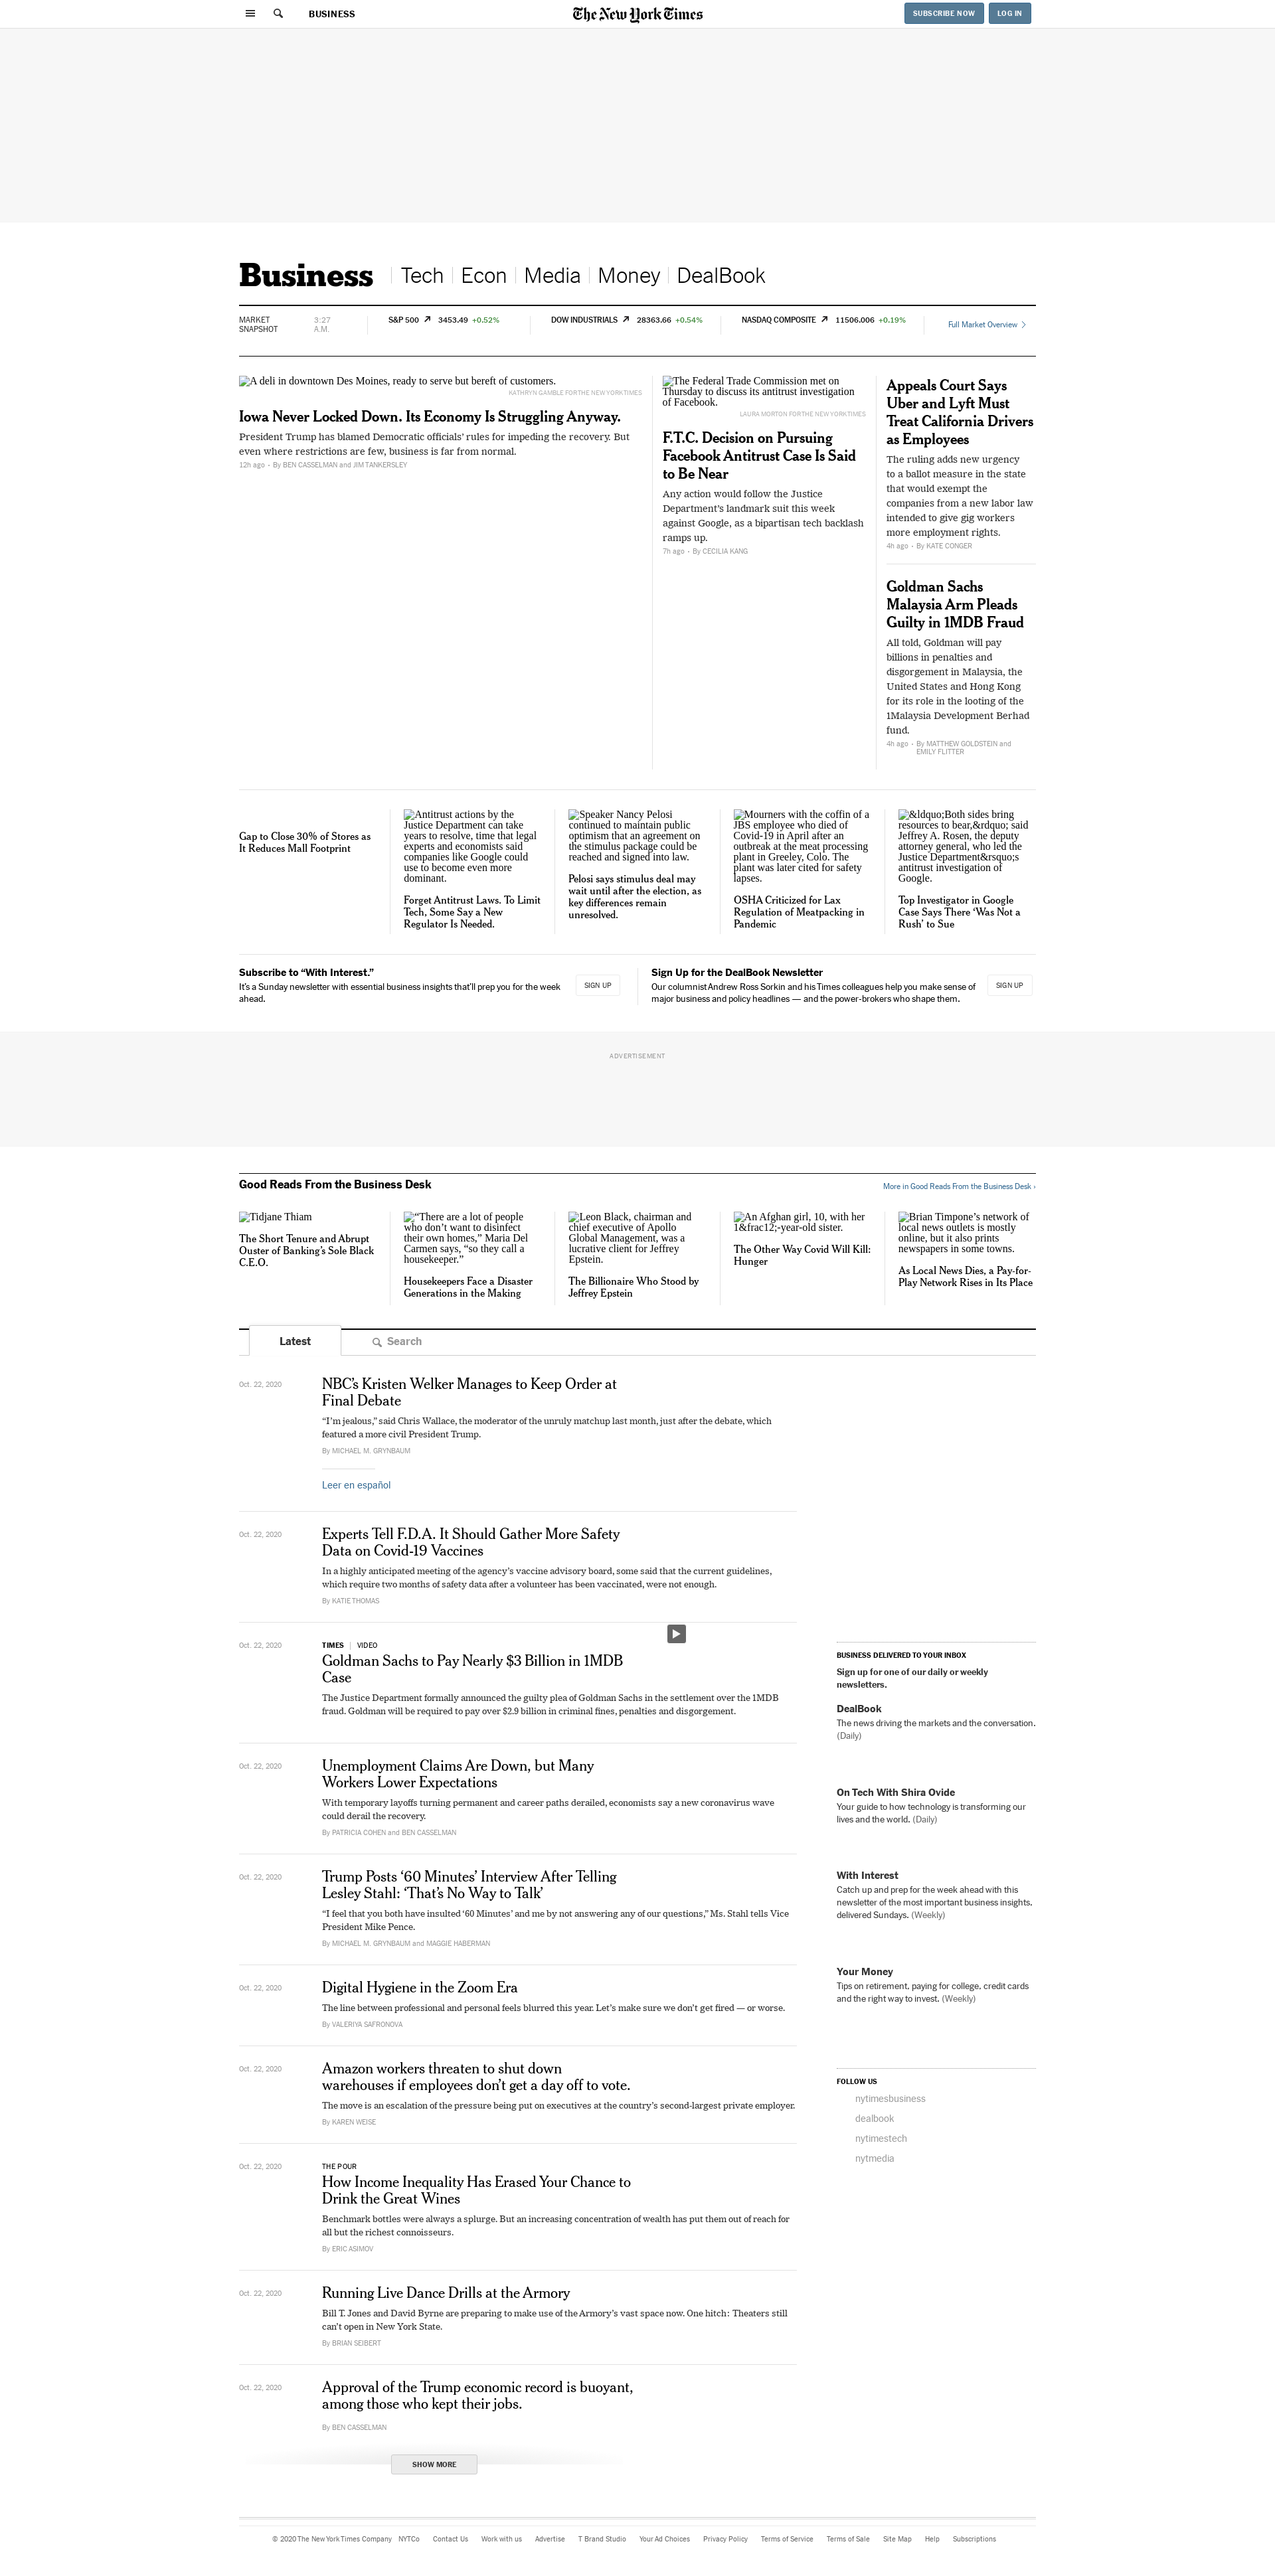 BUSINESS
The New York Times
SUBSCRIBE NOW
LOG IN
Business
Tech
Econ
Media
Money
DealBook
MARKET
SNAPSHOT
3:27
A.M.
S&P 500 3453.49 +0.52%
DOW INDUSTRIALS 28363.66 +0.54%
NASDAQ COMPOSITE 11506.006 +0.19%
Full Market Overview
A deli in downtown Des Moines, ready to serve but bereft of customers.
KATHRYN GAMBLE FOR THE NEW YORK TIMES
Iowa Never Locked Down. Its Economy Is Struggling Anyway.
President Trump has blamed Democratic officials’ rules for impeding the recovery. But
even where restrictions are few, business is far from normal.
12h ago • By BEN CASSELMAN and JIM TANKERSLEY
The Federal Trade Commission met on
Thursday to discuss its antitrust investigation
of Facebook.
LAURA MORTON FOR THE NEW YORK TIMES
F.T.C. Decision on Pursuing
Facebook Antitrust Case Is Said
to Be Near
Any action would follow the Justice
Department’s landmark suit this week
against Google, as a bipartisan tech backlash
ramps up.
7h ago • By CECILIA KANG
Appeals Court Says
Uber and Lyft Must
Treat California Drivers
as Employees
The ruling adds new urgency
to a ballot measure in the state
that would exempt the
companies from a new labor law
intended to give gig workers
more employment rights.
4h ago • By KATE CONGER
Goldman Sachs
Malaysia Arm Pleads
Guilty in 1MDB Fraud
All told, Goldman will pay
billions in penalties and
disgorgement in Malaysia, the
United States and Hong Kong
for its role in the looting of the
1Malaysia Development Berhad
fund.
4h ago • By MATTHEW GOLDSTEIN and
EMILY FLITTER
Gap to Close 30% of Stores as
It Reduces Mall Footprint
Antitrust actions by the
Justice Department can take
years to resolve, time that legal
experts and economists said
companies like Google could
use to become even more
dominant.
Forget Antitrust Laws. To Limit
Tech, Some Say a New
Regulator Is Needed.
Speaker Nancy Pelosi
continued to maintain public
optimism that an agreement on
the stimulus package could be
reached and signed into law.
Pelosi says stimulus deal may
wait until after the election, as
key differences remain
unresolved.
Mourners with the coffin of a
JBS employee who died of
Covid-19 in April after an
outbreak at the meat processing
plant in Greeley, Colo. The
plant was later cited for safety
lapses.
OSHA Criticized for Lax
Regulation of Meatpacking in
Pandemic
&ldquo;Both sides bring
resources to bear,&rdquo; said
Jeffrey A. Rosen, the deputy
attorney general, who led the
Justice Department&rsquo;s
antitrust investigation of
Google.
Top Investigator in Google
Case Says There ‘Was Not a
Rush’ to Sue
Subscribe to “With Interest.”
It’s a Sunday newsletter with essential business insights that’ll prep you for the week
ahead.
SIGN UP
Sign Up for the DealBook Newsletter
Our columnist Andrew Ross Sorkin and his Times colleagues help you make sense of
major business and policy headlines — and the power-brokers who shape them.
SIGN UP
ADVERTISEMENT
Good Reads From the Business Desk
More in Good Reads From the Business Desk ›
Tidjane Thiam
The Short Tenure and Abrupt
Ouster of Banking’s Sole Black
C.E.O.
“There are a lot of people
who don’t want to disinfect
their own homes,” Maria Del
Carmen says, “so they call a
housekeeper.”
Housekeepers Face a Disaster
Generations in the Making
Leon Black, chairman and
chief executive of Apollo
Global Management, was a
lucrative client for Jeffrey
Epstein.
The Billionaire Who Stood by
Jeffrey Epstein
An Afghan girl, 10, with her
1&frac12;-year-old sister.
The Other Way Covid Will Kill:
Hunger
Brian Timpone’s network of
local news outlets is mostly
online, but it also prints
newspapers in some towns.
As Local News Dies, a Pay-for-
Play Network Rises in Its Place
Latest
Search
Oct. 22, 2020
NBC’s Kristen Welker Manages to Keep Order at
Final Debate
“I’m jealous,” said Chris Wallace, the moderator of the unruly matchup last month, just after the debate, which
featured a more civil President Trump.
By MICHAEL M. GRYNBAUM
Leer en español
Oct. 22, 2020
Experts Tell F.D.A. It Should Gather More Safety
Data on Covid-19 Vaccines
In a highly anticipated meeting of the agency’s vaccine advisory board, some said that the current guidelines,
which require two months of safety data after a volunteer has been vaccinated, were not enough.
By KATIE THOMAS
Oct. 22, 2020
TIMES VIDEO
Goldman Sachs to Pay Nearly $3 Billion in 1MDB
Case
The Justice Department formally announced the guilty plea of Goldman Sachs in the settlement over the 1MDB
fraud. Goldman will be required to pay over $2.9 billion in criminal fines, penalties and disgorgement.
Oct. 22, 2020
Unemployment Claims Are Down, but Many
Workers Lower Expectations
With temporary layoffs turning permanent and career paths derailed, economists say a new coronavirus wave
could derail the recovery.
By PATRICIA COHEN and BEN CASSELMAN
Oct. 22, 2020
Trump Posts ‘60 Minutes’ Interview After Telling
Lesley Stahl: ‘That’s No Way to Talk’
“I feel that you both have insulted ‘60 Minutes’ and me by not answering any of our questions,” Ms. Stahl tells Vice
President Mike Pence.
By MICHAEL M. GRYNBAUM and MAGGIE HABERMAN
Oct. 22, 2020
Digital Hygiene in the Zoom Era
The line between professional and personal feels blurred this year. Let’s make sure we don’t get fired — or worse.
By VALERIYA SAFRONOVA
Oct. 22, 2020
Amazon workers threaten to shut down
warehouses if employees don’t get a day off to vote.
The move is an escalation of the pressure being put on executives at the country’s second-largest private employer.
By KAREN WEISE
Oct. 22, 2020
THE POUR
How Income Inequality Has Erased Your Chance to
Drink the Great Wines
Benchmark bottles were always a splurge. But an increasing concentration of wealth has put them out of reach for
all but the richest connoisseurs.
By ERIC ASIMOV
Oct. 22, 2020
Running Live Dance Drills at the Armory
Bill T. Jones and David Byrne are preparing to make use of the Armory’s vast space now. One hitch: Theaters still
can’t open in New York State.
By BRIAN SEIBERT
Oct. 22, 2020
Approval of the Trump economic record is buoyant,
among those who kept their jobs.
By BEN CASSELMAN
SHOW MORE
BUSINESS DELIVERED TO YOUR INBOX
Sign up for one of our daily or weekly
newsletters.
DealBook
The news driving the markets and the conversation.
(Daily)
On Tech With Shira Ovide
Your guide to how technology is transforming our
lives and the world. (Daily)
With Interest
Catch up and prep for the week ahead with this
newsletter of the most important business insights,
delivered Sundays. (Weekly)
Your Money
Tips on retirement, paying for college, credit cards
and the right way to invest. (Weekly)
FOLLOW US
nytimesbusiness
dealbook
nytimestech
nytmedia
© 2020 The New York Times Company NYTCo Contact Us Work with us Advertise T Brand Studio Your Ad Choices Privacy Policy Terms of Service Terms of Sale Site Map Help Subscriptions